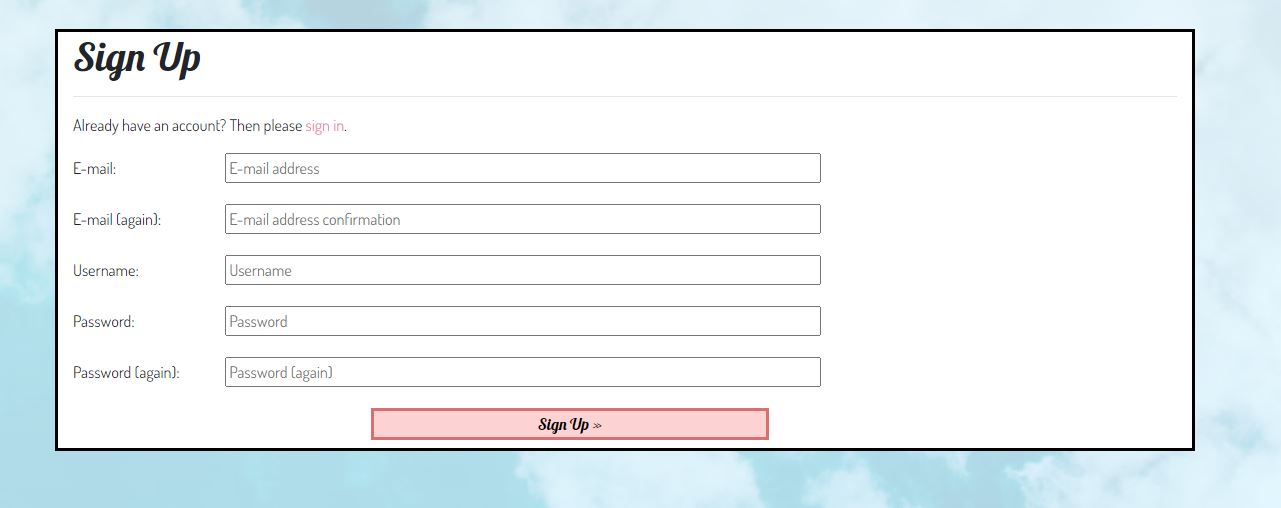 Sign Up
Already have an account? Then please sign in.
E-mail: E-mail address
E-mail (again): E-mail address confirmation
Username: Username
Password: Password
Password (again): Password (again)
Sign Up »